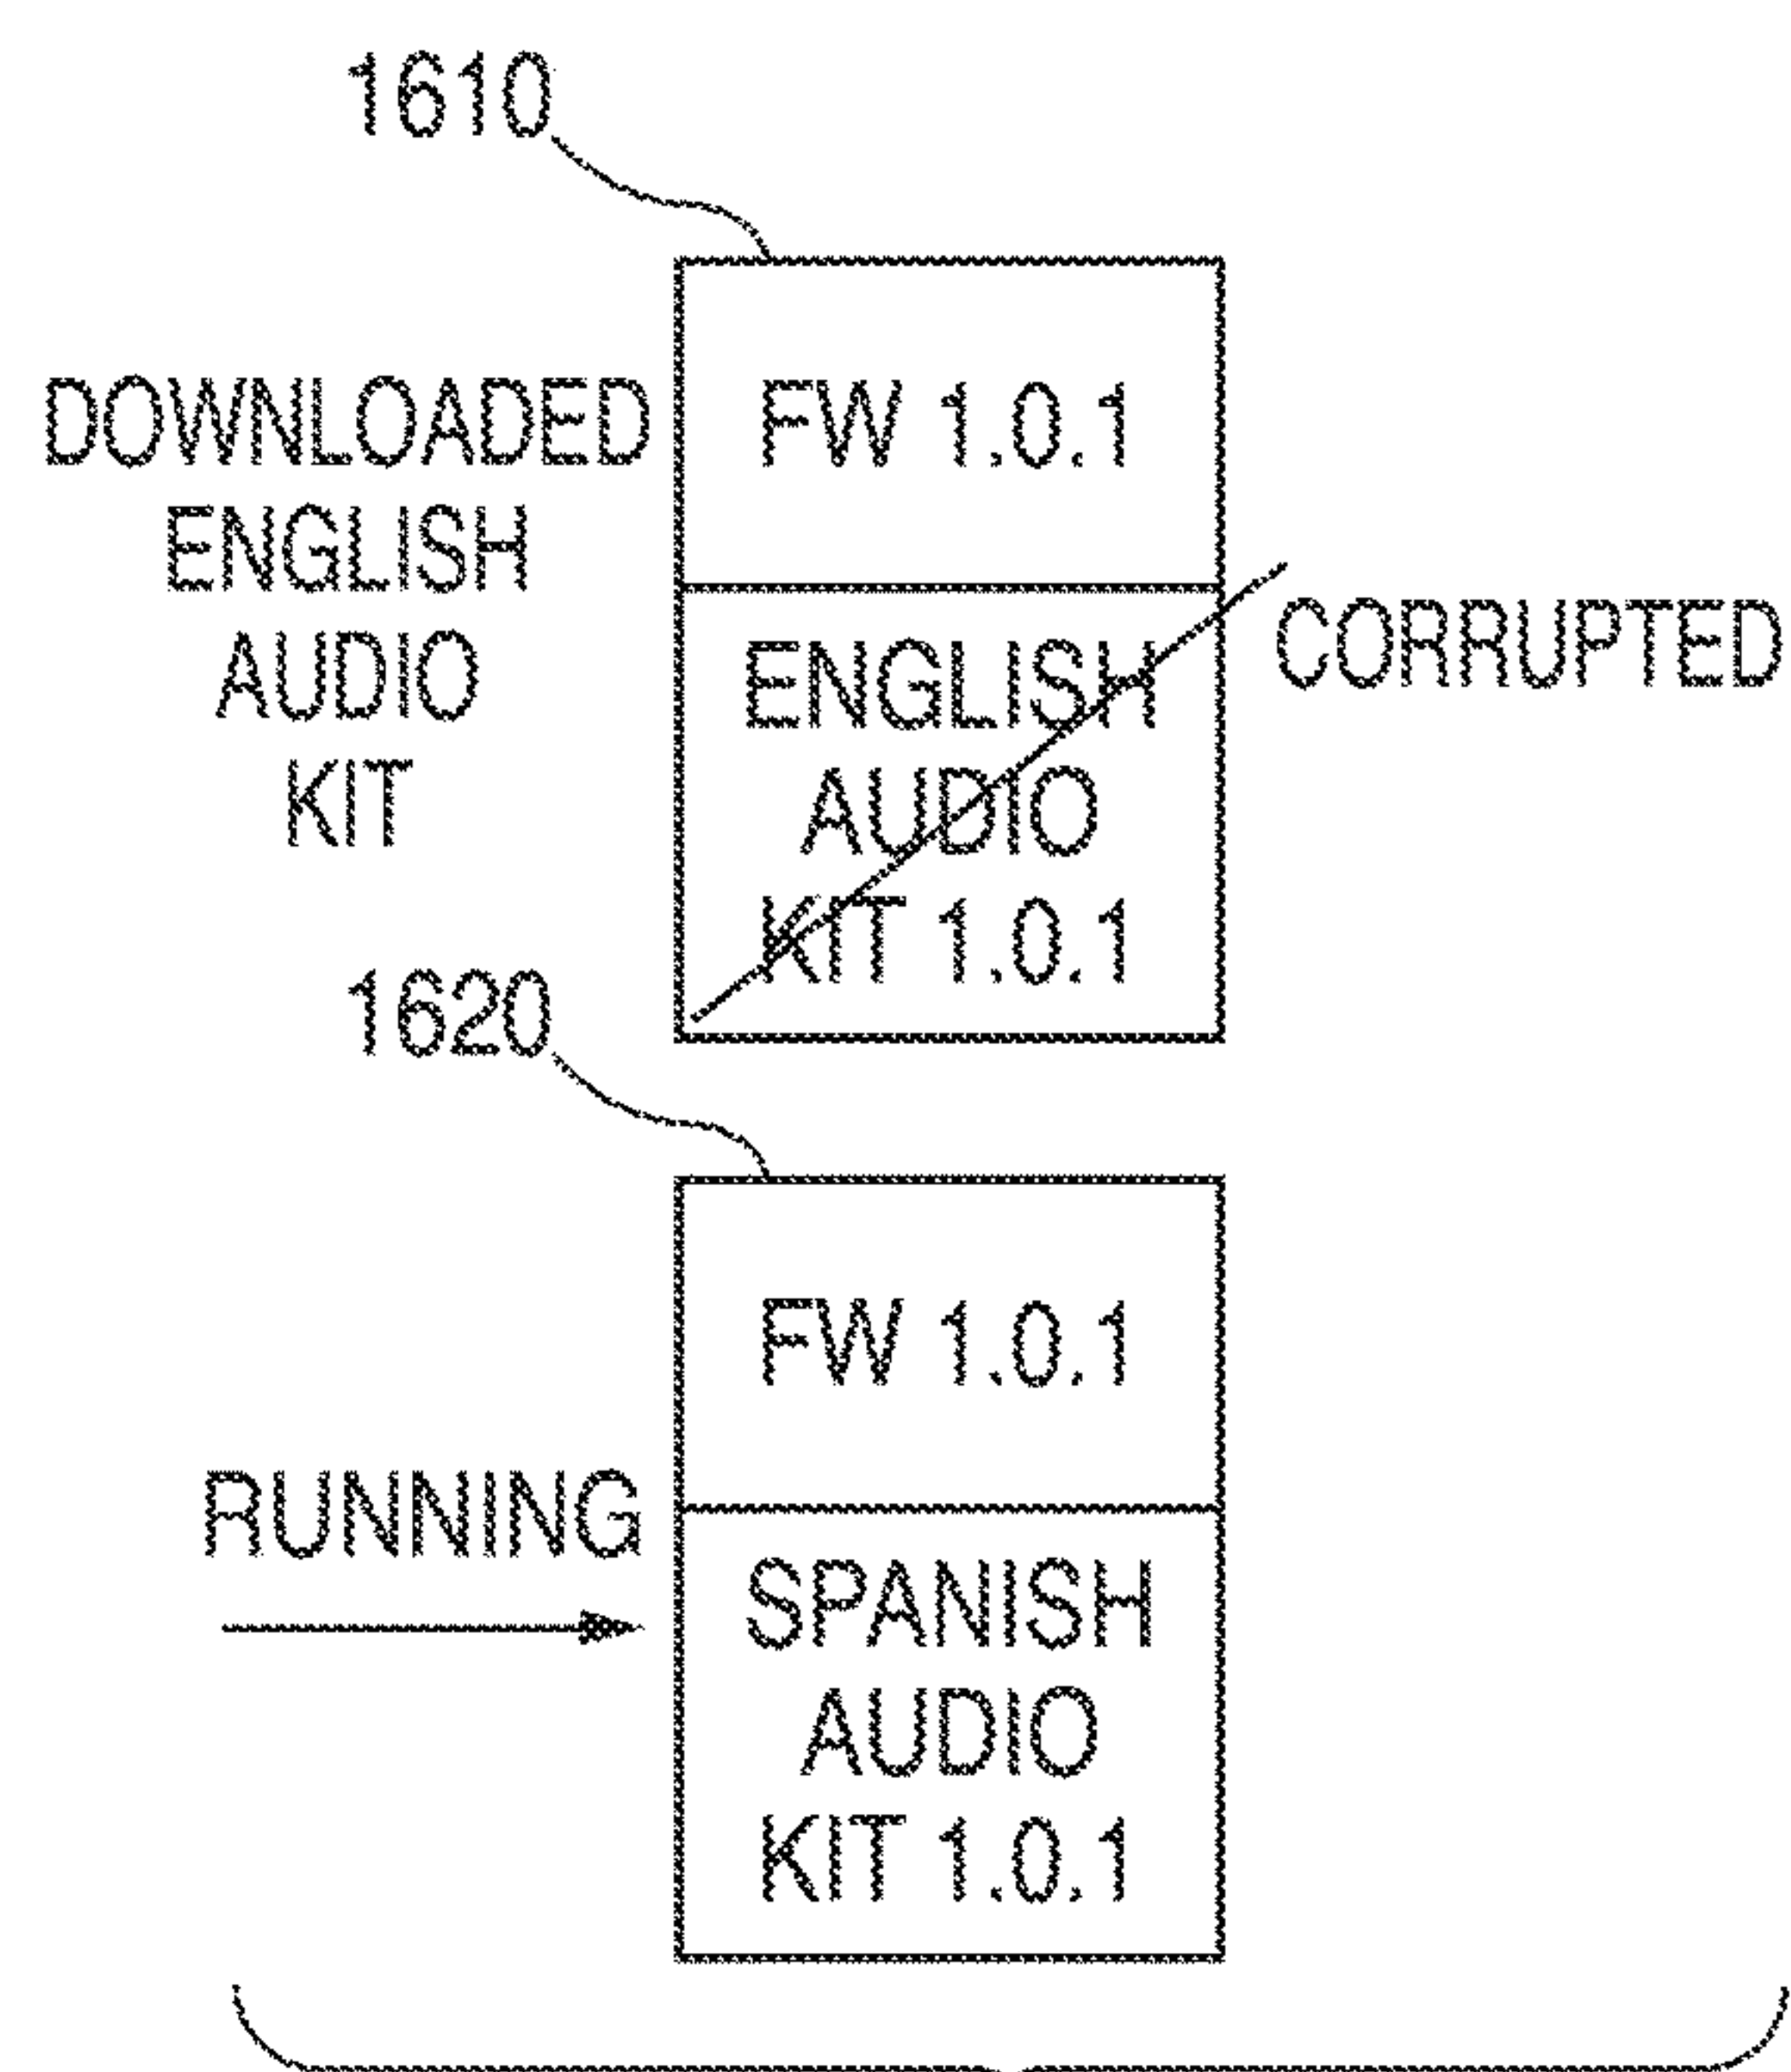 1610
DOWNLOADED
ENGLISH
AUDIO
KIT
FW 1.0.1
ENGLISH
AUDIO
KIT 1.0.1
CORRUPTED
1620
RUNNING
FW 1.0.1
SPANISH
AUDIO
KIT 1.0.1